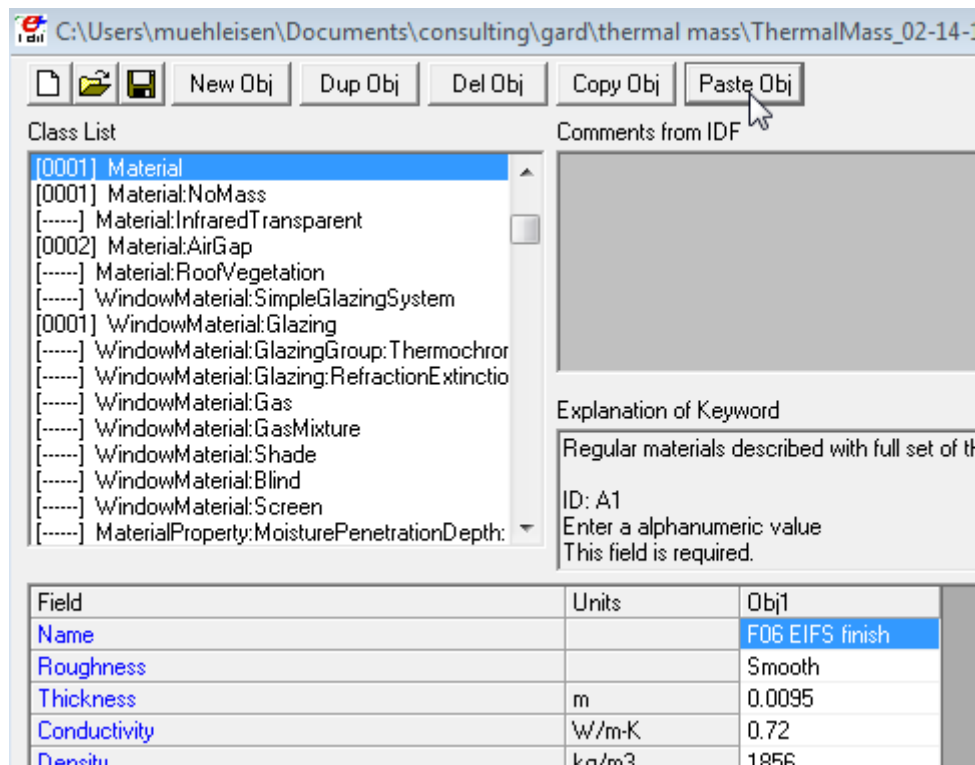 C:\Users\muehleisen\Documents\consulting\gard\thermal mass\ThermalMass_02-14-1
New Obj Dup Obj Del Obj Copy Obj Paste Obj
Class List
Comments from IDF
[0001] Material
[0001] Material:NoMass
[------] Material:InfraredTransparent
[0002] Material:AirGap
[------] Material:RoofVegetation
[------] WindowMaterial:SimpleGlazingSystem
[0001] WindowMaterial:Glazing
[------] WindowMaterial:GlazingGroup:Thermochror
[------] WindowMaterial:Glazing:RefractionExtinctio
[------] WindowMaterial:Gas
[------] WindowMaterial:GasMixture
[------] WindowMaterial:Shade
[------] WindowMaterial:Blind
[------] WindowMaterial:Screen
[------] MaterialProperty:MoisturePenetrationDepth:
Explanation of Keyword
Regular materials described with full set of th
ID: A1
Enter a alphanumeric value
This field is required.
Field Units Obj1
Name F06 EIFS finish
Roughness Smooth
Thickness m 0.0095
Conductivity W/m-K 0.72
Density kg/m3 1856